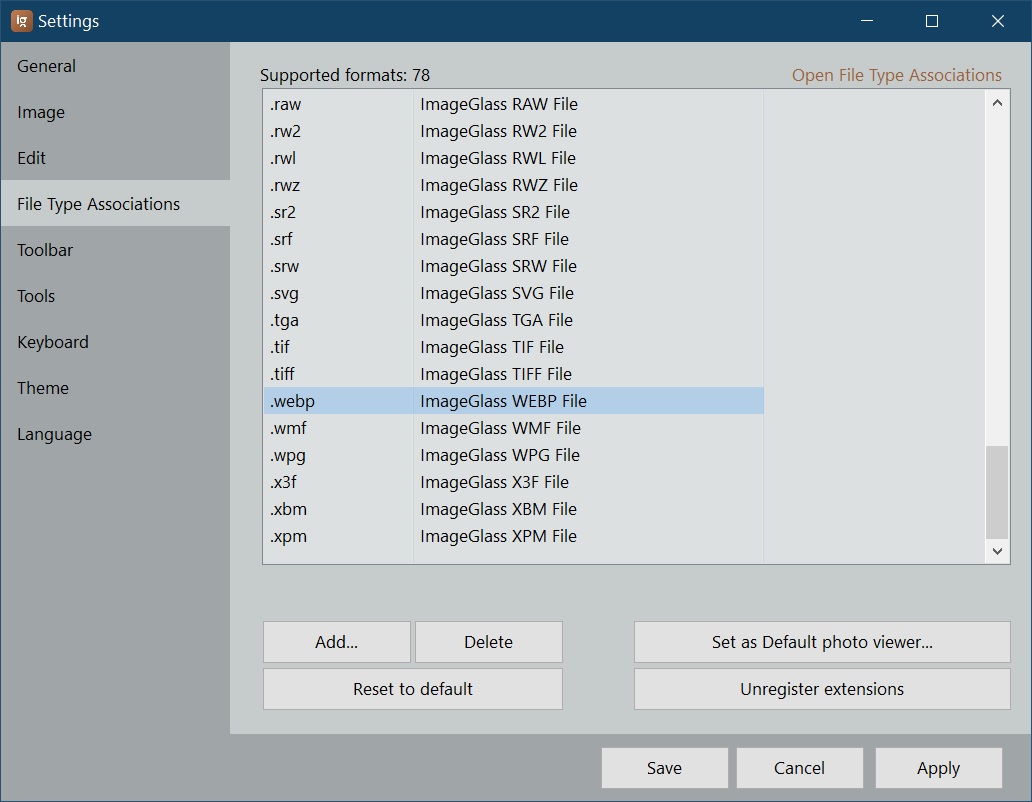 ig Settings
General
Image
Edit
File Type Associations
Toolbar
Tools
Keyboard
Theme
Language
Supported formats: 78 Open File Type Associations
.raw ImageGlass RAW File
.rw2 ImageGlass RW2 File
.rwl ImageGlass RWL File
.rwz ImageGlass RWZ File
.sr2 ImageGlass SR2 File
.srf ImageGlass SRF File
.srw ImageGlass SRW File
.svg ImageGlass SVG File
.tga ImageGlass TGA File
.tif ImageGlass TIF File
.tiff ImageGlass TIFF File
.webp ImageGlass WEBP File
.wmf ImageGlass WMF File
.wpg ImageGlass WPG File
.x3f ImageGlass X3F File
.xbm ImageGlass XBM File
.xpm ImageGlass XPM File
Add... Delete Set as Default photo viewer...
Reset to default Unregister extensions
Save Cancel Apply